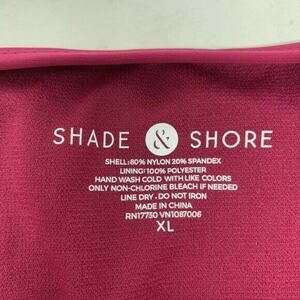 SHADE & SHORE
SHELL: 80% NYLON 20% SPANDEX
LINING: 100% POLYESTER
HAND WASH COLD WITH LIKE COLORS
ONLY NON-CHLORINE BLEACH IF NEEDED
LINE DRY . DO NOT IRON
MADE IN CHINA
RN17730 VN1087006
XL